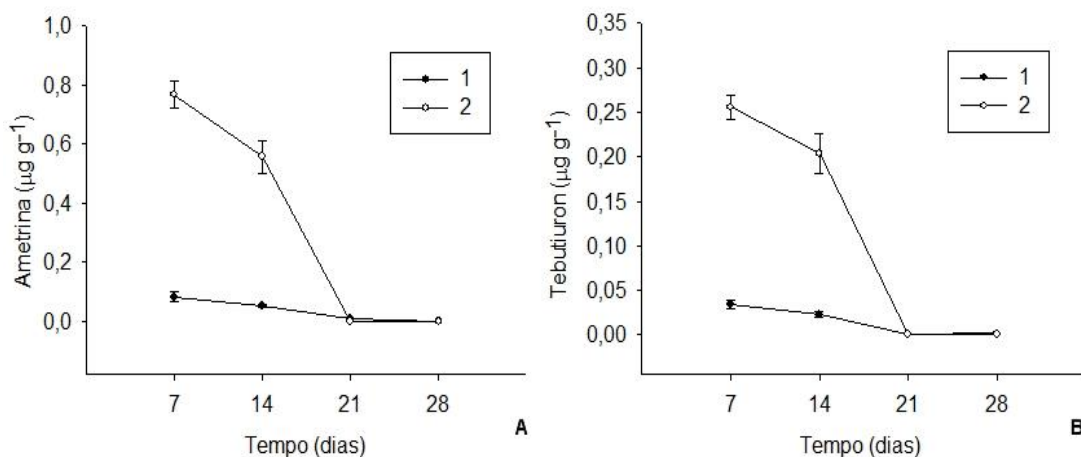 Ametrina (µg g⁻¹)
1,0
0,8
0,6
0,4
0,2
0,0
1
2
7 14 21 28
Tempo (dias)
A
Tebutiuron (µg g⁻¹)
0,35
0,30
0,25
0,20
0,15
0,10
0,05
0,00
1
2
7 14 21 28
Tempo (dias)
B